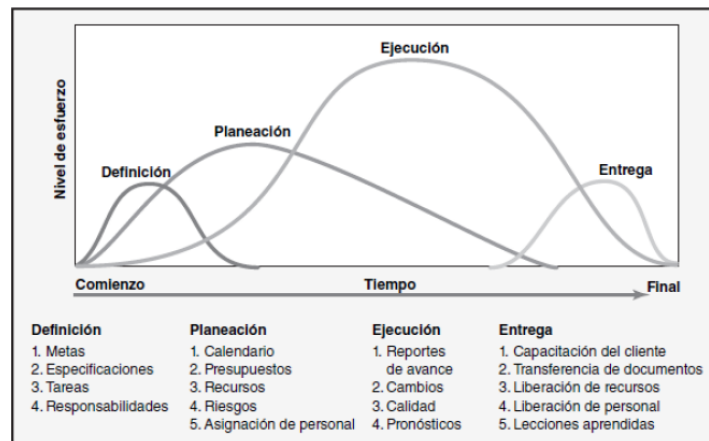 Nivel de esfuerzo
Ejecución
Planeación
Definición
Entrega
Comienzo
Tiempo
Final
Definición
1. Metas
2. Especificaciones
3. Tareas
4. Responsabilidades
Planeación
1. Calendario
2. Presupuestos
3. Recursos
4. Riesgos
5. Asignación de personal
Ejecución
1. Reportes
de avance
2. Cambios
3. Calidad
4. Pronósticos
Entrega
1. Capacitación del cliente
2. Transferencia de documentos
3. Liberación de recursos
4. Liberación de personal
5. Lecciones aprendidas